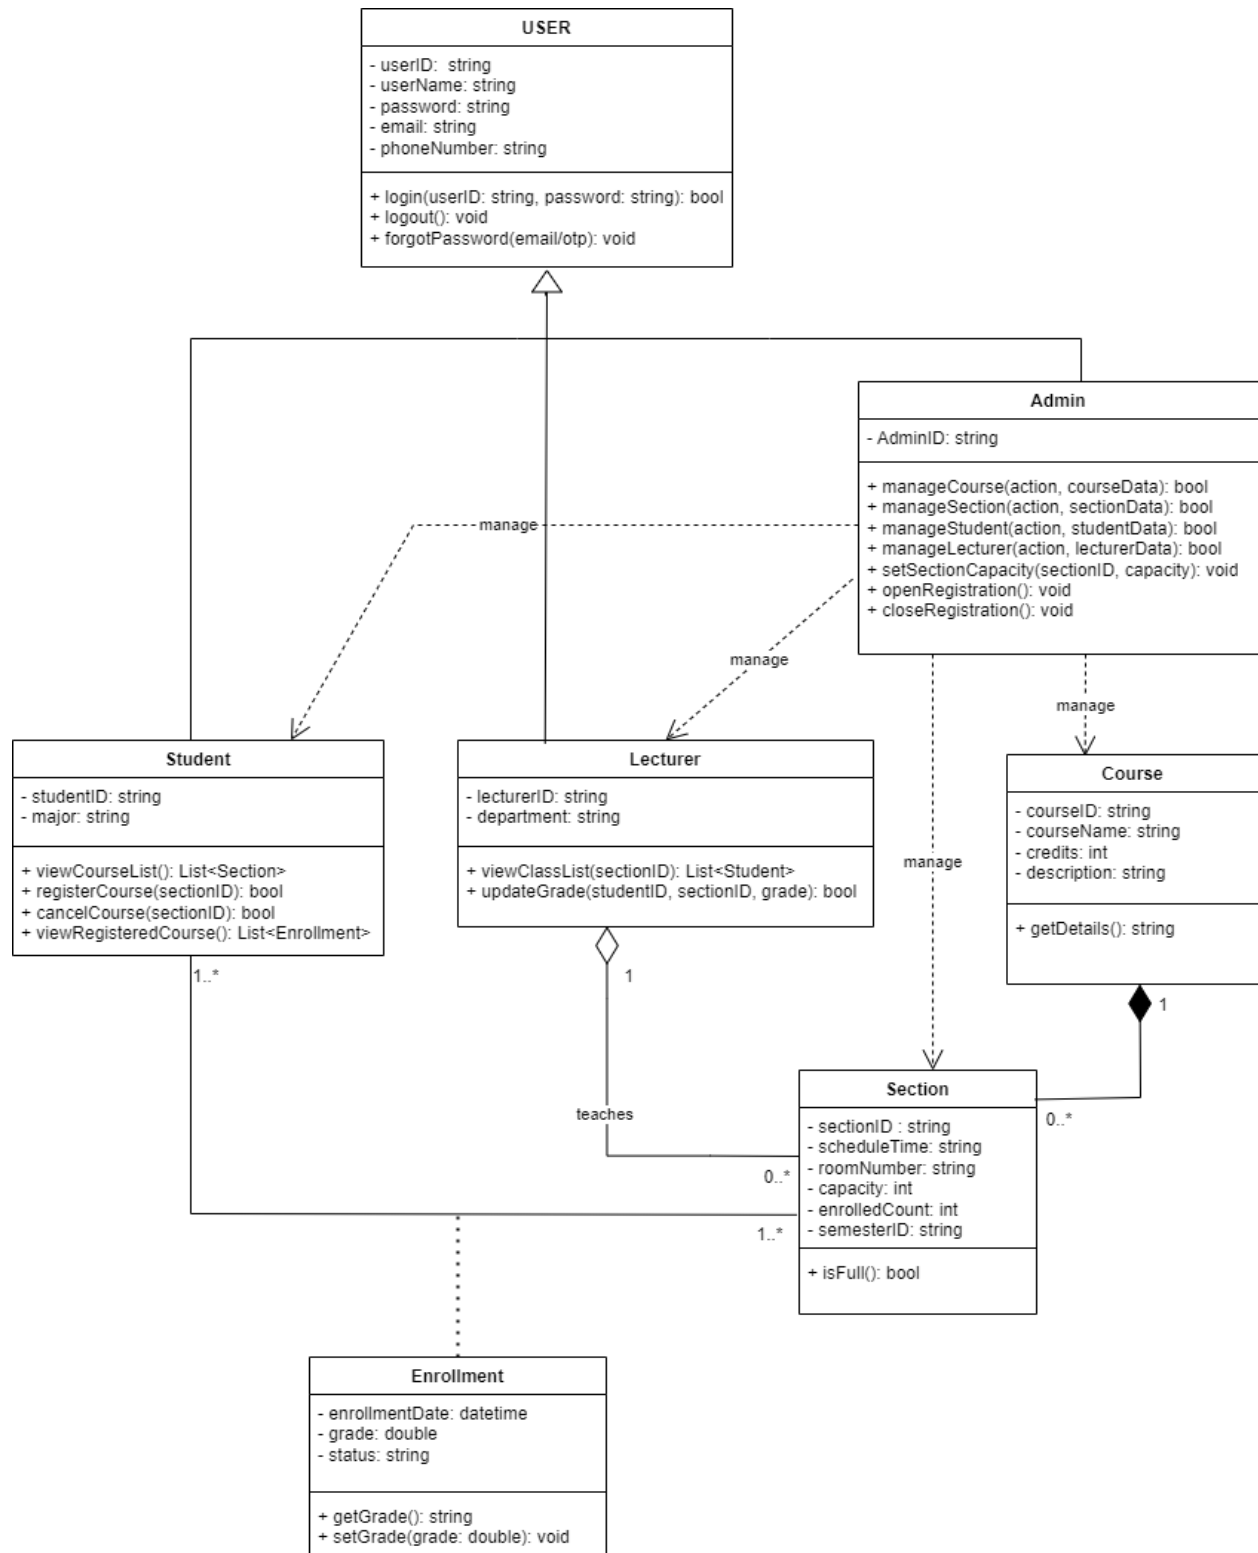 USER
- userID:  string
- userName: string
- password: string
- email: string
- phoneNumber: string
+ login(userID: string, password: string): bool
+ logout(): void
+ forgotPassword(email/otp): void
Admin
- AdminID: string
+ manageCourse(action, courseData): bool
+ manageSection(action, sectionData): bool
+ manageStudent(action, studentData): bool
+ manageLecturer(action, lecturerData): bool
+ setSectionCapacity(sectionID, capacity): void
+ openRegistration(): void
+ closeRegistration(): void
manage
manage
manage
manage
Student
- studentID: string
- major: string
+ viewCourseList(): List<Section>
+ registerCourse(sectionID): bool
+ cancelCourse(sectionID): bool
+ viewRegisteredCourse(): List<Enrollment>
Lecturer
- lecturerID: string
- department: string
+ viewClassList(sectionID): List<Student>
+ updateGrade(studentID, sectionID, grade): bool
Course
- courseID: string
- courseName: string
- credits: int
- description: string
+ getDetails(): string
1..*
1
1
teaches
0..*
0..*
1..*
Section
- sectionID : string
- scheduleTime: string
- roomNumber: string
- capacity: int
- enrolledCount: int
- semesterID: string
+ isFull(): bool
Enrollment
- enrollmentDate: datetime
- grade: double
- status: string
+ getGrade(): string
+ setGrade(grade: double): void